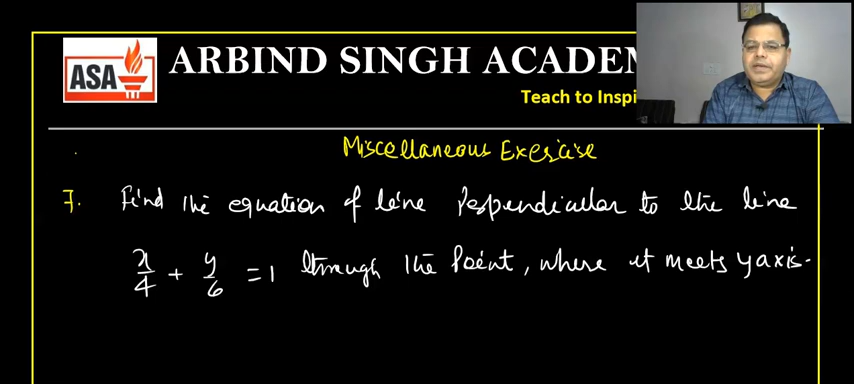 ASA
ARBIND SINGH ACADEM
Teach to Inspi
Miscellaneous Exercise
7. Find the equation of line perpendicular to the line
x/4 + y/6 = 1 through the point, where it meets y axis.